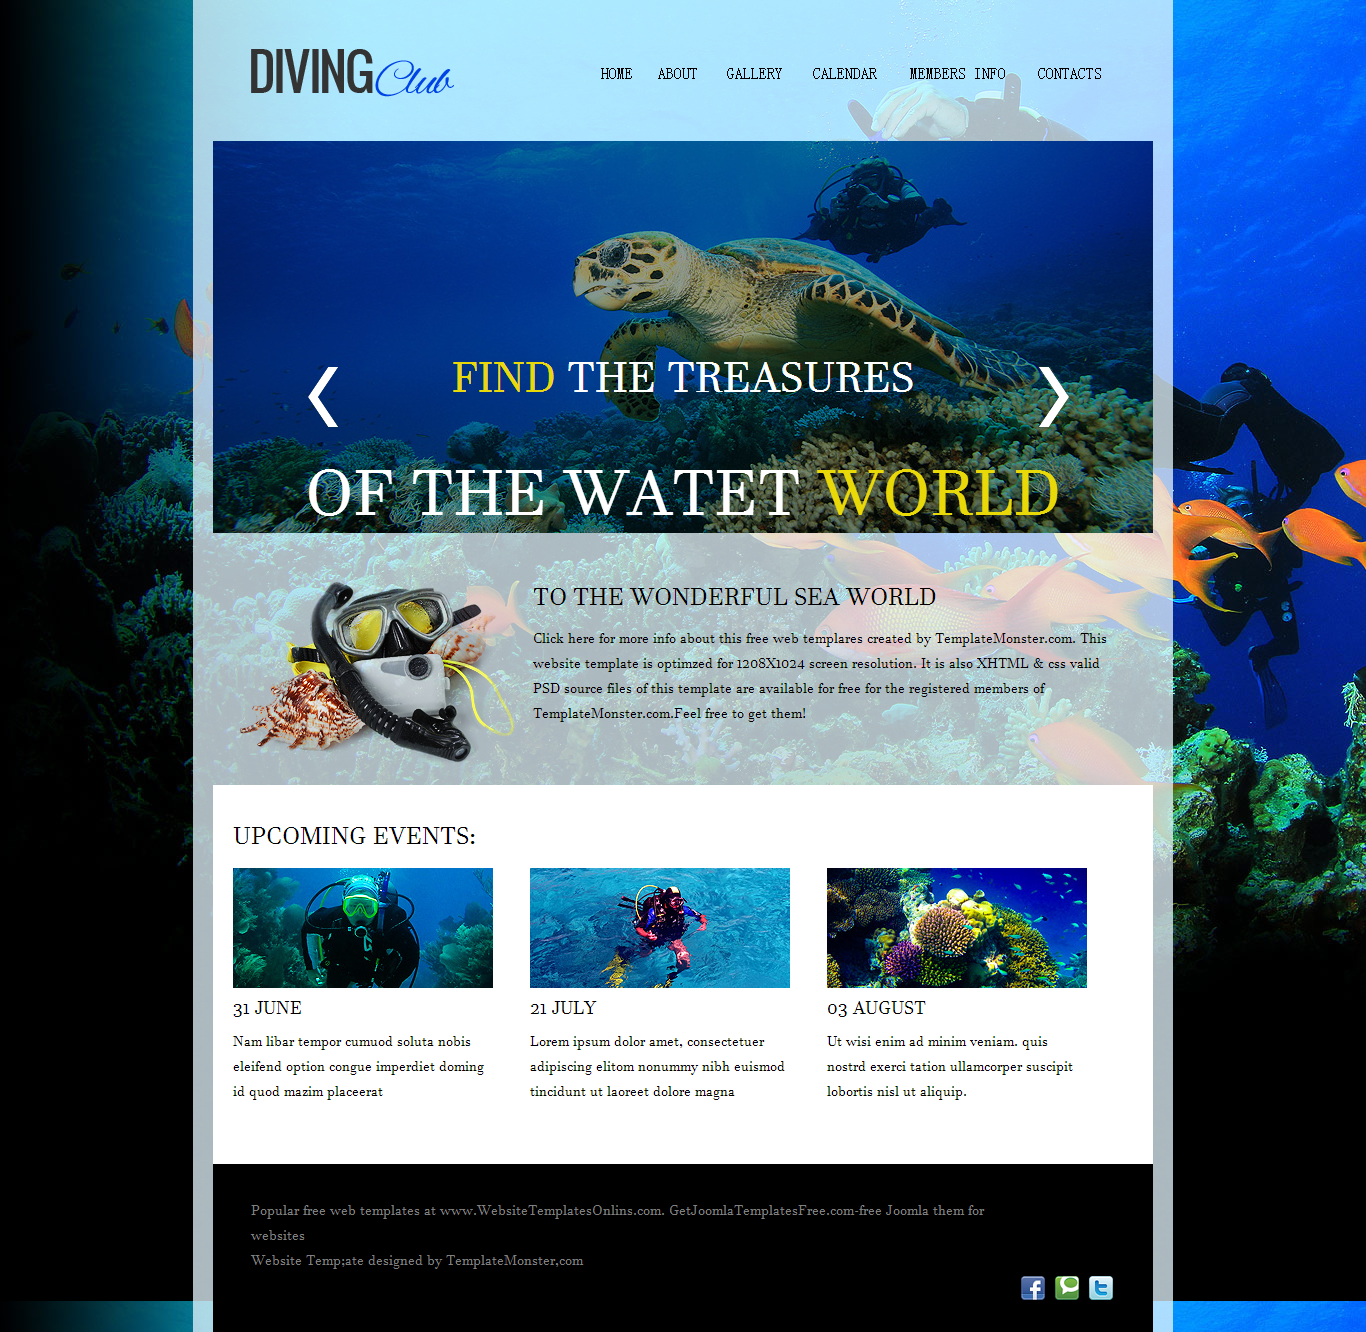 DIVING Club
HOME ABOUT GALLERY CALENDAR MEMBERS INFO CONTACTS
FIND THE TREASURES
OF THE WATET WORLD
TO THE WONDERFUL SEA WORLD
Click here for more info about this free web templares created by TemplateMonster.com. This
website template is optimzed for 1208X1024 screen resolution. It is also XHTML & css valid
PSD source files of this template are available for free for the registered members of
TemplateMonster.com.Feel free to get them!
UPCOMING EVENTS:
31 JUNE
Nam libar tempor cumuod soluta nobis
eleifend option congue imperdiet doming
id quod mazim placeerat
21 JULY
Lorem ipsum dolor amet, consectetuer
adipiscing elitom nonummy nibh euismod
tincidunt ut laoreet dolore magna
03 AUGUST
Ut wisi enim ad minim veniam. quis
nostrd exerci tation ullamcorper suscipit
lobortis nisl ut aliquip.
Popular free web templates at www.WebsiteTemplatesOnlins.com. GetJoomlaTemplatesFree.com-free Joomla them for
websites
Website Temp;ate designed by TemplateMonster,com